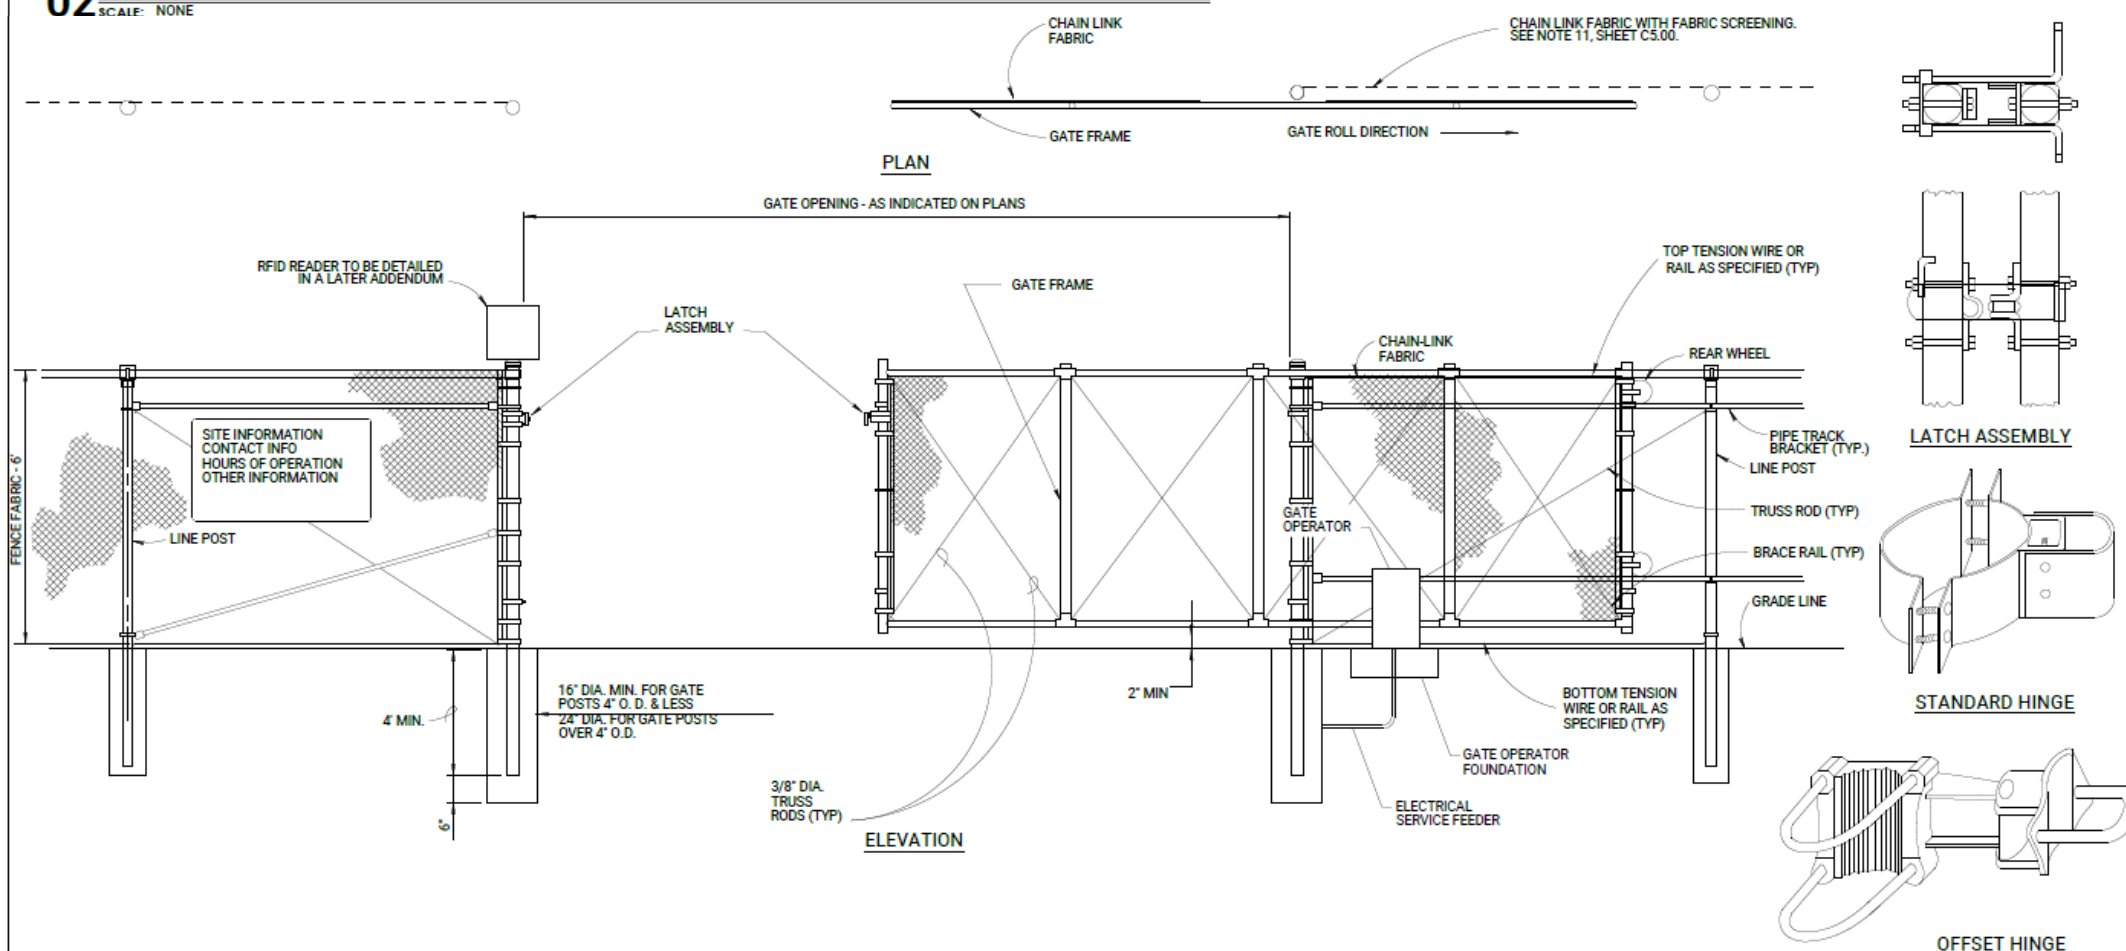 02
SCALE: NONE
CHAIN LINK
FABRIC
CHAIN LINK FABRIC WITH FABRIC SCREENING.
SEE NOTE 11, SHEET C5.00.
GATE FRAME
GATE ROLL DIRECTION
PLAN
GATE OPENING - AS INDICATED ON PLANS
RFID READER TO BE DETAILED
IN A LATER ADDENDUM
LATCH
ASSEMBLY
GATE FRAME
TOP TENSION WIRE OR
RAIL AS SPECIFIED (TYP)
CHAIN-LINK
FABRIC
REAR WHEEL
PIPE TRACK
BRACKET (TYP.)
LINE POST
LATCH ASSEMBLY
FENCE FABRIC - 6'
SITE INFORMATION
CONTACT INFO
HOURS OF OPERATION
OTHER INFORMATION
LINE POST
GATE
OPERATOR
TRUSS ROD (TYP)
BRACE RAIL (TYP)
GRADE LINE
4' MIN.
16" DIA. MIN. FOR GATE
POSTS 4" O. D. & LESS
24" DIA. FOR GATE POSTS
OVER 4" O.D.
2" MIN
BOTTOM TENSION
WIRE OR RAIL AS
SPECIFIED (TYP)
STANDARD HINGE
GATE OPERATOR
FOUNDATION
3/8" DIA.
TRUSS
RODS (TYP)
ELECTRICAL
SERVICE FEEDER
6"
ELEVATION
OFFSET HINGE